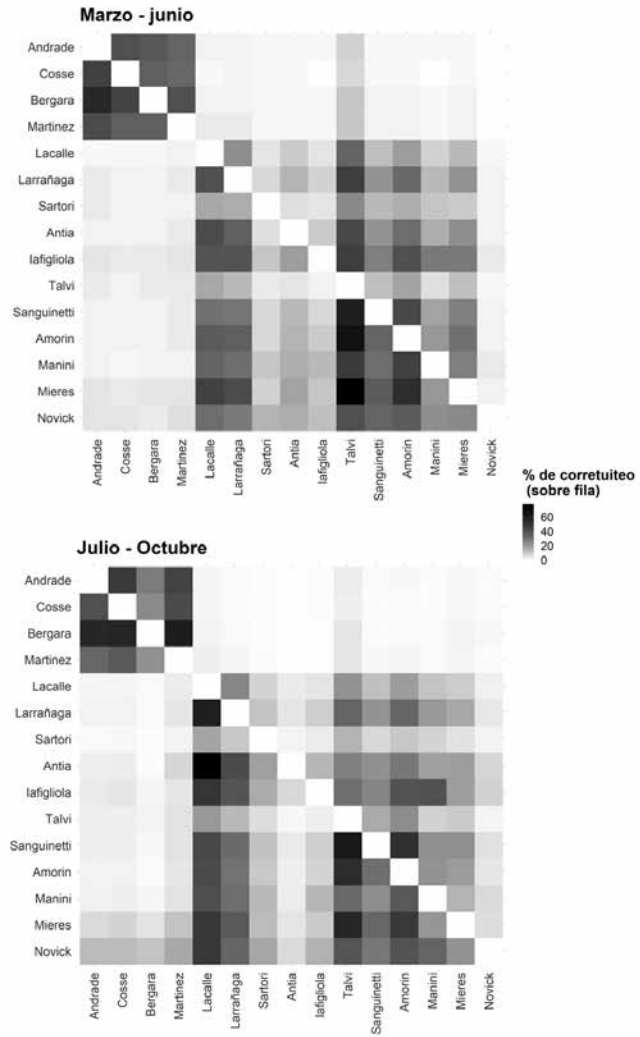 Marzo - junio
Andrade
Cosse
Bergara
Martinez
Lacalle
Larrañaga
Sartori
Antia
Iafigliola
Talvi
Sanguinetti
Amorin
Manini
Mieres
Novick
Andrade
Cosse
Bergara
Martinez
Lacalle
Larrañaga
Sartori
Antia
Iafigliola
Talvi
Sanguinetti
Amorin
Manini
Mieres
Novick
% de corretuiteo
(sobre fila)
60
40
20
0
Julio - Octubre
Andrade
Cosse
Bergara
Martinez
Lacalle
Larrañaga
Sartori
Antia
Iafigliola
Talvi
Sanguinetti
Amorin
Manini
Mieres
Novick
Andrade
Cosse
Bergara
Martinez
Lacalle
Larrañaga
Sartori
Antia
Iafigliola
Talvi
Sanguinetti
Amorin
Manini
Mieres
Novick